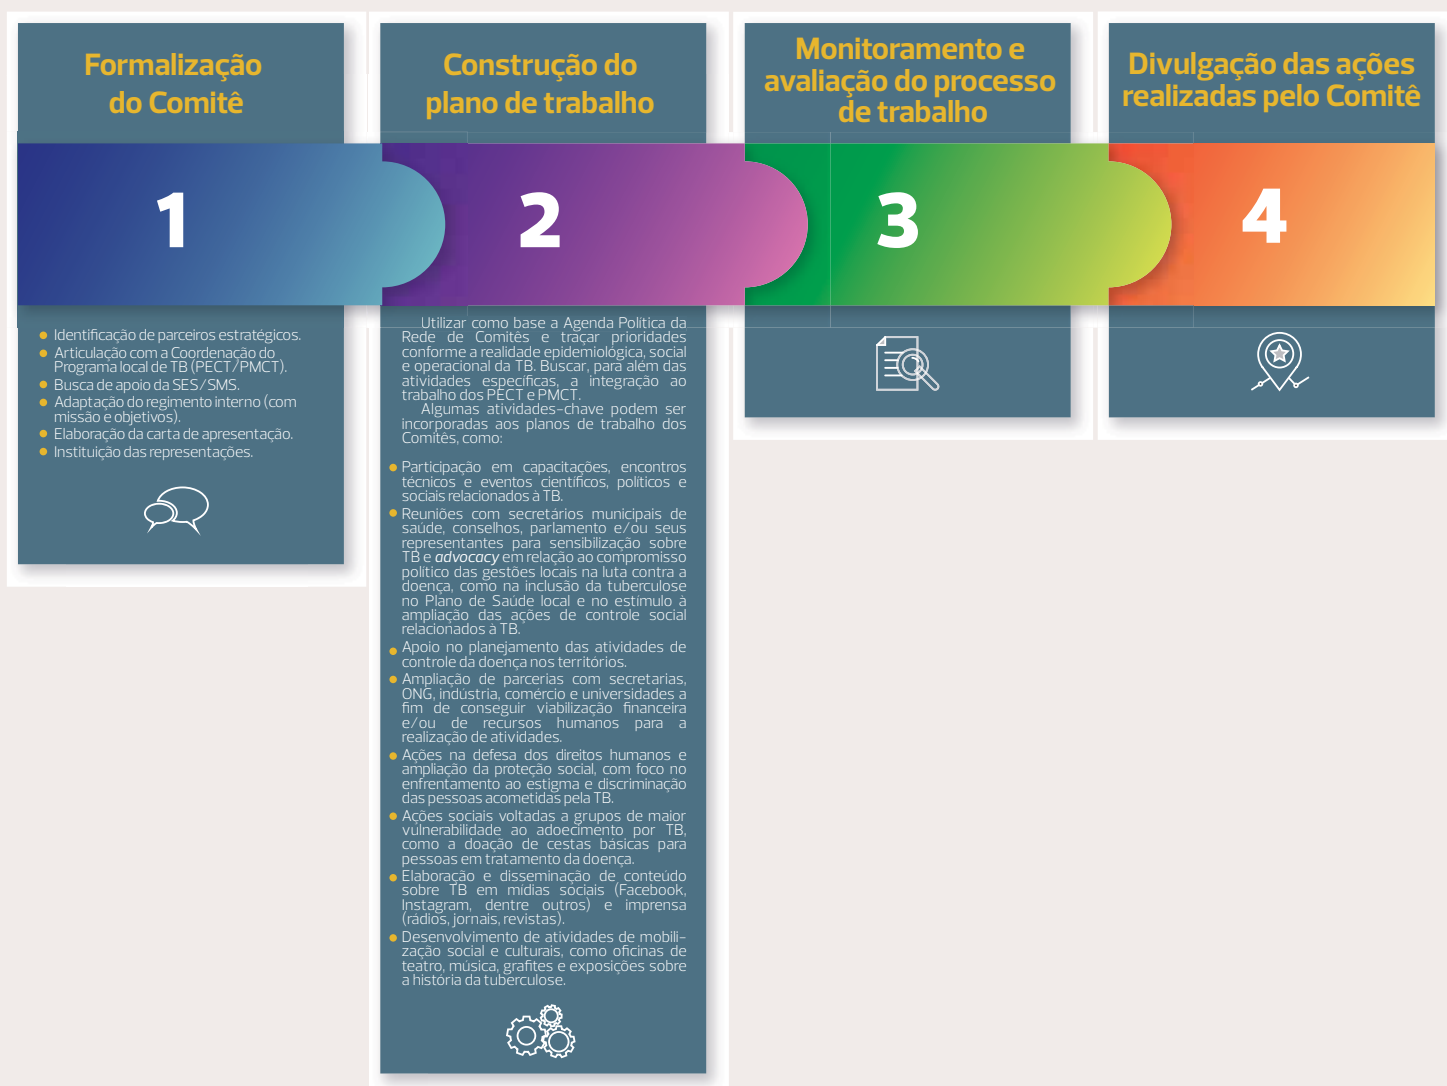 Formalização
do Comitê
1
Identificação de parceiros estratégicos.
Articulação com a Coordenação do
Programa local de TB (PECT/PMCT).
Busca de apoio da SES/SMS.
Adaptação do regimento interno (com
missão e objetivos).
Elaboração da carta de apresentação.
Instituição das representações.
Construção do
plano de trabalho
2
Utilizar como base a Agenda Política da
Rede de Comitês e traçar prioridades
conforme a realidade epidemiológica, social
e operacional da TB. Buscar, para além das
atividades específicas, a integração ao
trabalho dos PECT e PMCT.
Algumas atividades-chave podem ser
incorporadas aos planos de trabalho dos
Comitês, como:
Participação em capacitações, encontros
técnicos e eventos científicos, políticos e
sociais relacionados à TB.
Reuniões com secretários municipais de
saúde, conselhos, parlamento e/ou seus
representantes para sensibilização sobre
TB e advocacy em relação ao compromisso
político das gestões locais na luta contra a
doença, como na inclusão da tuberculose
no Plano de Saúde local e no estímulo à
ampliação das ações de controle social
relacionados à TB.
Apoio no planejamento das atividades de
controle da doença nos territórios.
Ampliação de parcerias com secretarias,
ONG, indústria, comércio e universidades a
fim de conseguir viabilização financeira
e/ou de recursos humanos para a
realização de atividades.
Ações na defesa dos direitos humanos e
ampliação da proteção social, com foco no
enfrentamento ao estigma e discriminação
das pessoas acometidas pela TB.
Ações sociais voltadas a grupos de maior
vulnerabilidade ao adoecimento por TB,
como a doação de cestas básicas para
pessoas em tratamento da doença.
Elaboração e disseminação de conteúdo
sobre TB em mídias sociais (Facebook,
Instagram, dentre outros) e imprensa
(rádios, jornais, revistas).
Desenvolvimento de atividades de mobili-
zação social e culturais, como oficinas de
teatro, música, grafites e exposições sobre
a história da tuberculose.
Monitoramento e
avaliação do processo
de trabalho
3
Divulgação das ações
realizadas pelo Comitê
4